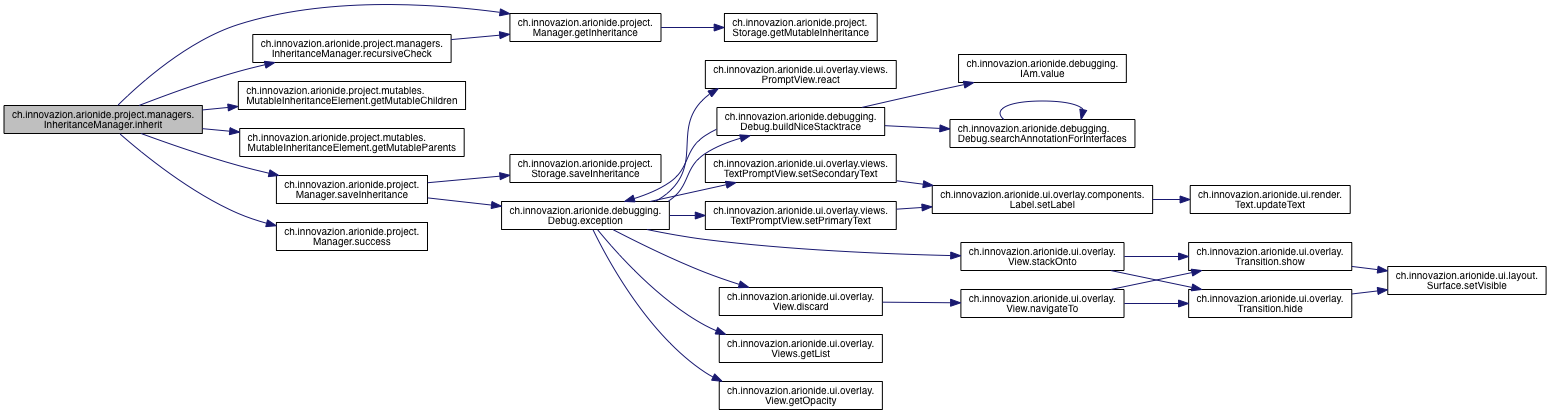 ch.innovazion.arionide.project.managers.
InheritanceManager.inherit
ch.innovazion.arionide.project.managers.
InheritanceManager.recursiveCheck
ch.innovazion.arionide.project.mutables.
MutableInheritanceElement.getMutableChildren
ch.innovazion.arionide.project.mutables.
MutableInheritanceElement.getMutableParents
ch.innovazion.arionide.project.
Manager.saveInheritance
ch.innovazion.arionide.project.
Manager.success
ch.innovazion.arionide.project.
Manager.getInheritance
ch.innovazion.arionide.project.
Storage.saveInheritance
ch.innovazion.arionide.debugging.
Debug.exception
ch.innovazion.arionide.project.
Storage.getMutableInheritance
ch.innovazion.arionide.ui.overlay.views.
PromptView.react
ch.innovazion.arionide.debugging.
Debug.buildNiceStacktrace
ch.innovazion.arionide.ui.overlay.views.
TextPromptView.setSecondaryText
ch.innovazion.arionide.ui.overlay.views.
TextPromptView.setPrimaryText
ch.innovazion.arionide.ui.overlay.
View.discard
ch.innovazion.arionide.ui.overlay.
Views.getList
ch.innovazion.arionide.ui.overlay.
View.getOpacity
ch.innovazion.arionide.debugging.
IAm.value
ch.innovazion.arionide.debugging.
Debug.searchAnnotationForInterfaces
ch.innovazion.arionide.ui.overlay.components.
Label.setLabel
ch.innovazion.arionide.ui.overlay.
View.stackOnto
ch.innovazion.arionide.ui.overlay.
View.navigateTo
ch.innovazion.arionide.ui.render.
Text.updateText
ch.innovazion.arionide.ui.overlay.
Transition.show
ch.innovazion.arionide.ui.overlay.
Transition.hide
ch.innovazion.arionide.ui.layout.
Surface.setVisible